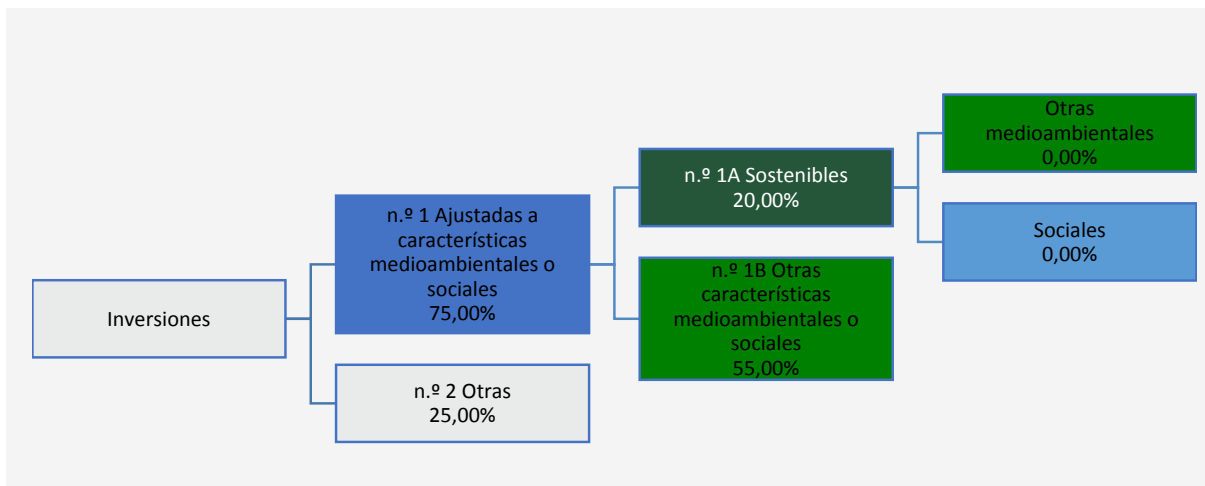 Inversiones
n.º 1 Ajustadas a
características
medioambientales o
sociales
75,00%
n.º 2 Otras
25,00%
n.º 1A Sostenibles
20,00%
n.º 1B Otras
características
medioambientales o
sociales
55,00%
Otras
medioambientales
0,00%
Sociales
0,00%